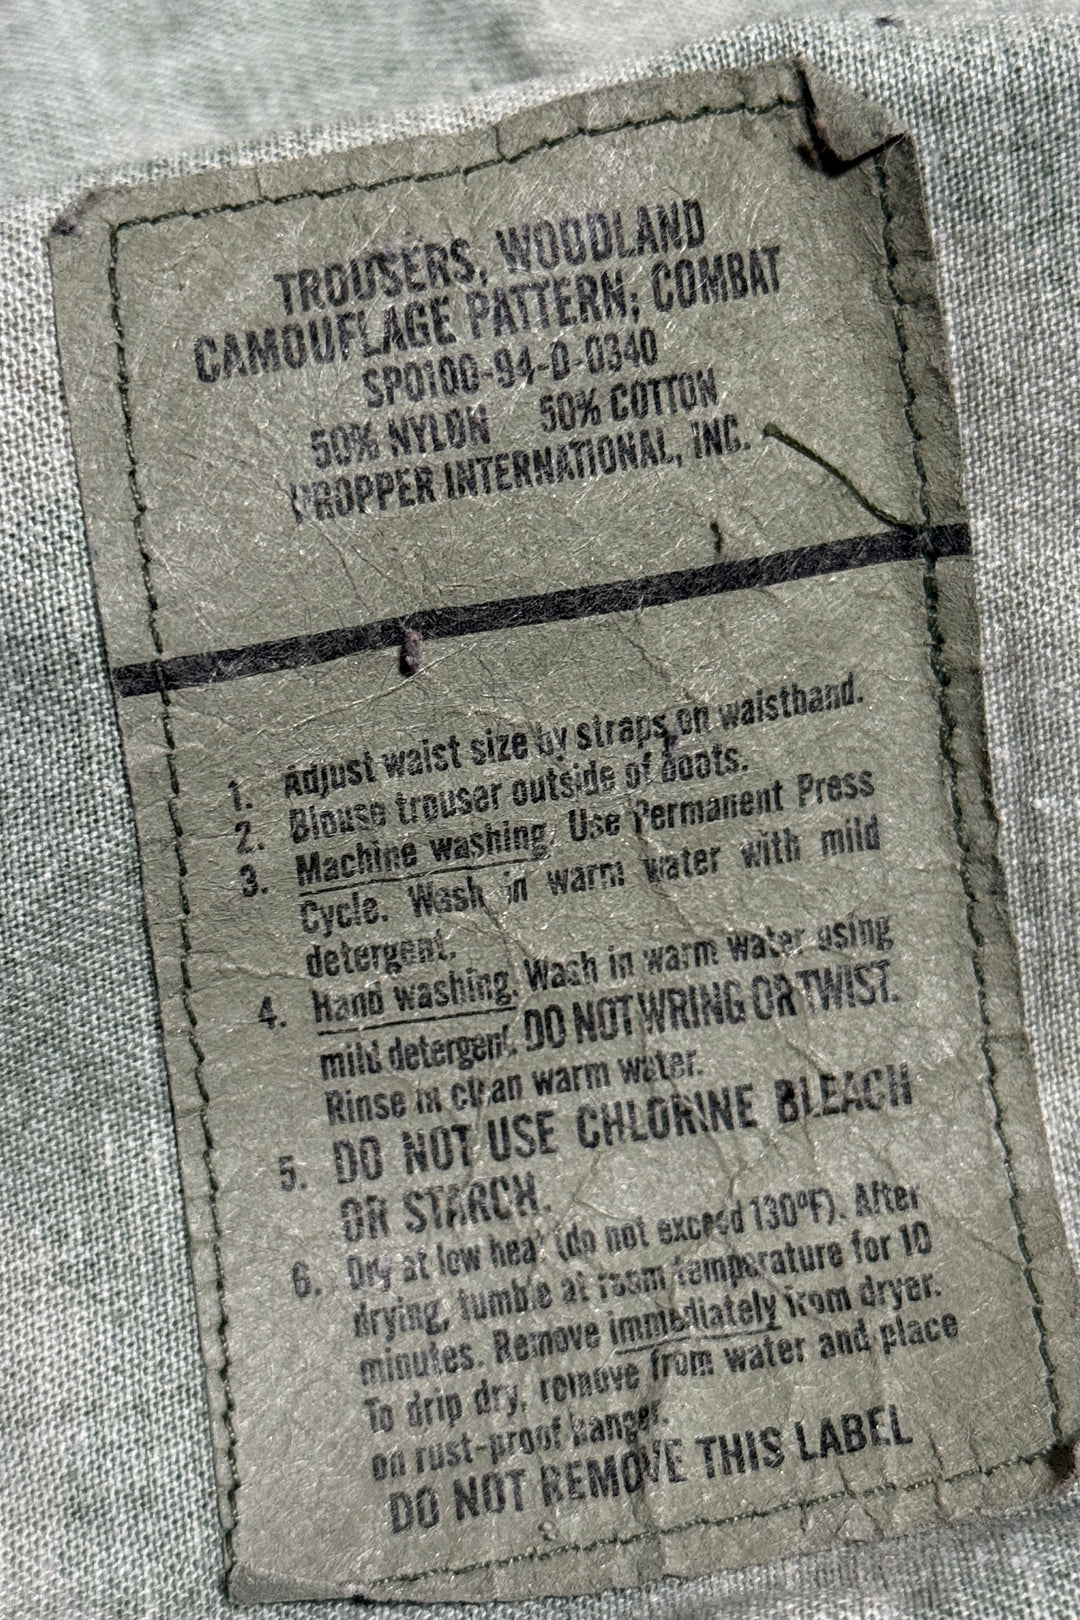 TROUSERS, WOODLAND
CAMOUFLAGE PATTERN; COMBAT
SP0100-94-D-0340
50% NYLON 50% COTTON
PROPPER INTERNATIONAL, INC.
1. Adjust waist size by straps on waistband.
2. Blouse trouser outside of boots.
3. Machine washing. Use Permanent Press
Cycle. Wash in warm water with mild
detergent.
4. Hand washing. Wash in warm water using
mild detergent. DO NOT WRING OR TWIST.
Rinse in clean warm water.
5. DO NOT USE CHLORINE BLEACH
OR STARCH.
6. Dry at low heat (do not exceed 130°F). After
drying, tumble at room temperature for 10
minutes. Remove immediately from dryer.
To drip dry, remove from water and place
on rust-proof hanger.
DO NOT REMOVE THIS LABEL